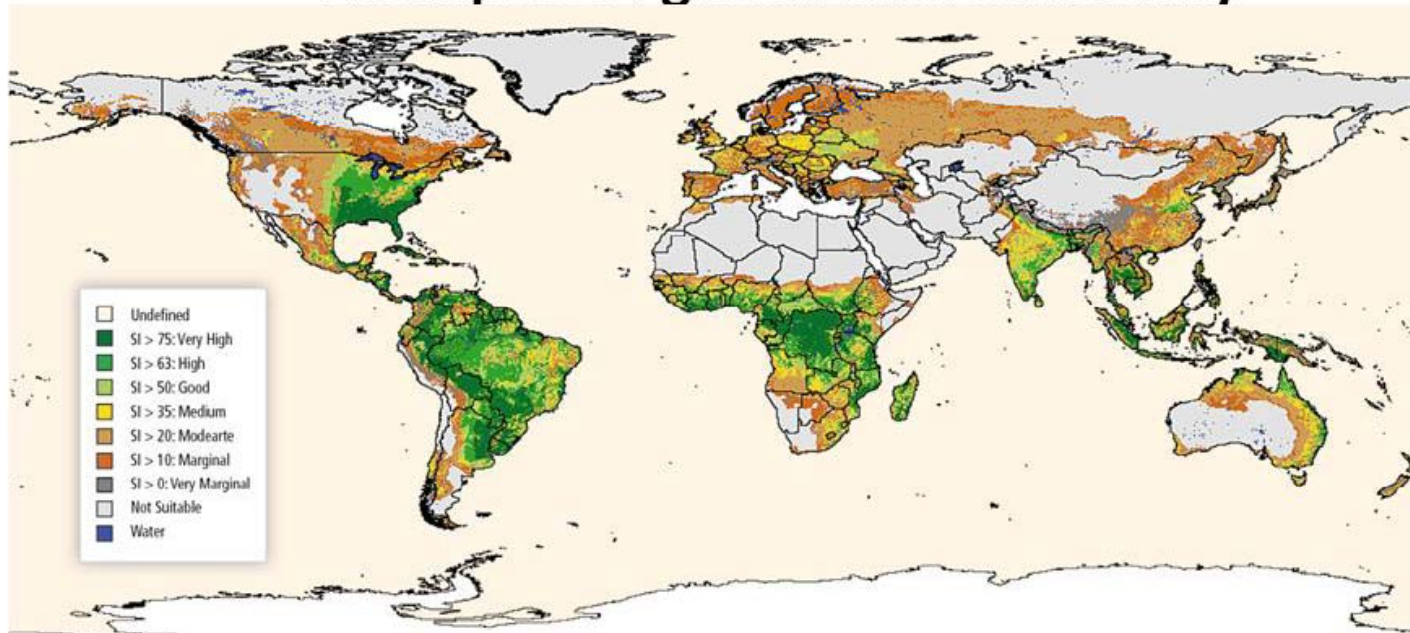 Undefined
SI > 75: Very High
SI > 63: High
SI > 50: Good
SI > 35: Medium
SI > 20: Modearte
SI > 10: Marginal
SI > 0: Very Marginal
Not Suitable
Water